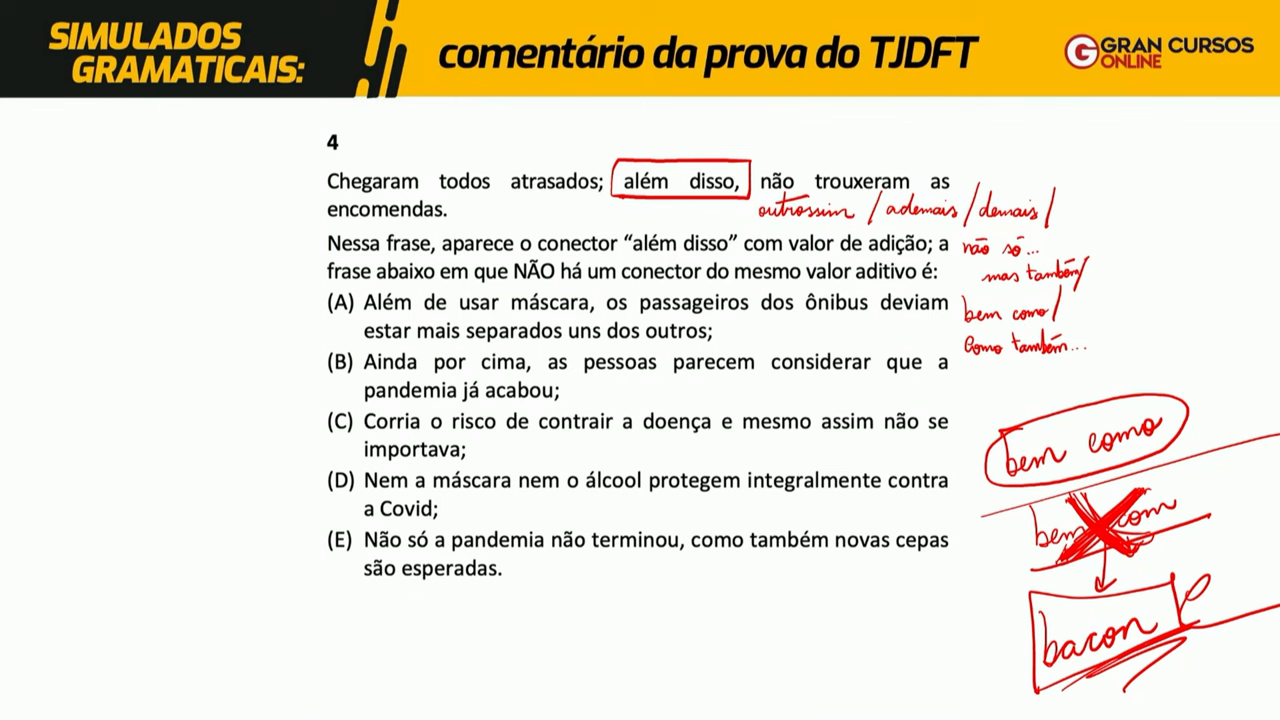 SIMULADOS
GRAMATICAIS:
comentário da prova do TJDFT
G GRAN CURSOS
ONLINE
4
Chegaram todos atrasados; além disso, não trouxeram as
encomendas.
outrossim / ademais / demais /
Nessa frase, aparece o conector “além disso” com valor de adição; a
não só...
frase abaixo em que NÃO há um conector do mesmo valor aditivo é:
mas também /
(A) Além de usar máscara, os passageiros dos ônibus deviam
bem como /
estar mais separados uns dos outros;
Como também...
(B) Ainda por cima, as pessoas parecem considerar que a
pandemia já acabou;
(C) Corria o risco de contrair a doença e mesmo assim não se
importava;
(D) Nem a máscara nem o álcool protegem integralmente contra
a Covid;
(E) Não só a pandemia não terminou, como também novas cepas
são esperadas.
bem como
bem com
bacon